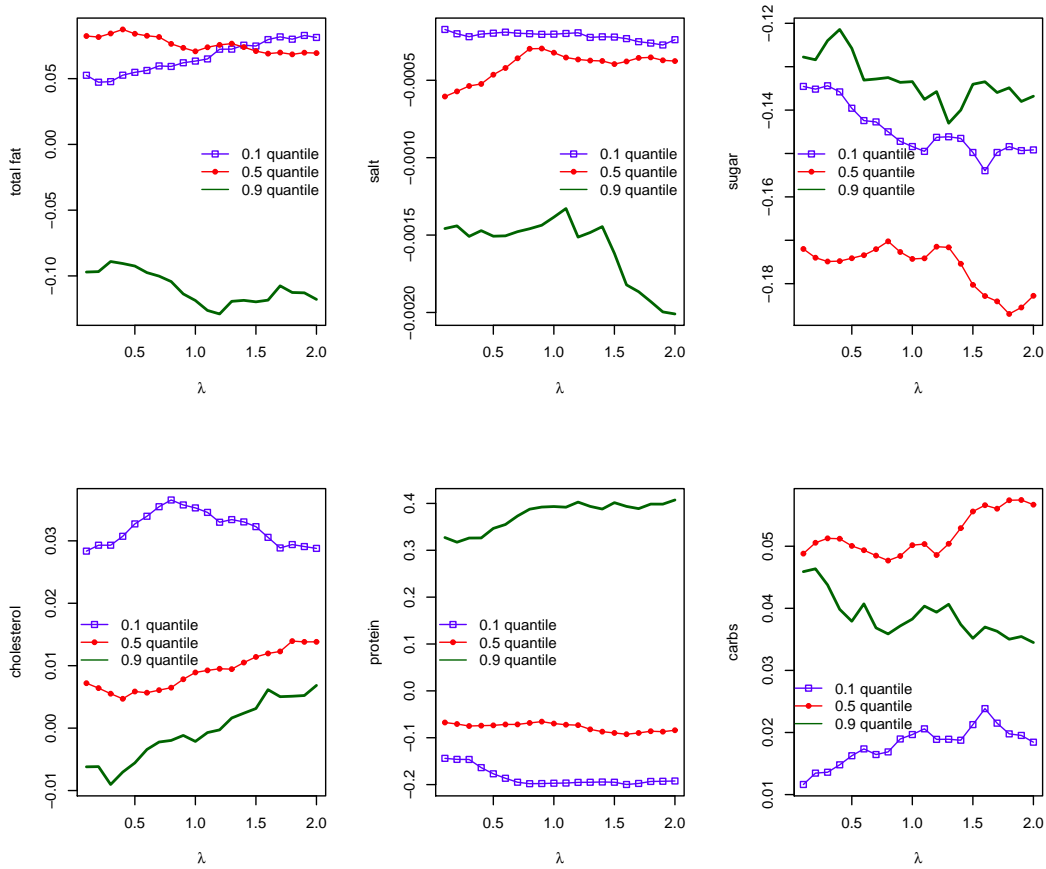 total fat
0.05
0.00
−0.05
−0.10
0.1 quantile
0.5 quantile
0.9 quantile
0.5 1.0 1.5 2.0
λ
salt
−0.0005
−0.0010
−0.0015
−0.0020
0.1 quantile
0.5 quantile
0.9 quantile
0.5 1.0 1.5 2.0
λ
sugar
−0.12
−0.14
−0.16
−0.18
0.1 quantile
0.5 quantile
0.9 quantile
0.5 1.0 1.5 2.0
λ
cholesterol
0.03
0.02
0.01
0.00
−0.01
0.1 quantile
0.5 quantile
0.9 quantile
0.5 1.0 1.5 2.0
λ
protein
0.4
0.3
0.2
0.1
0.0
−0.1
−0.2
0.1 quantile
0.5 quantile
0.9 quantile
0.5 1.0 1.5 2.0
λ
carbs
0.05
0.04
0.03
0.02
0.01
0.1 quantile
0.5 quantile
0.9 quantile
0.5 1.0 1.5 2.0
λ